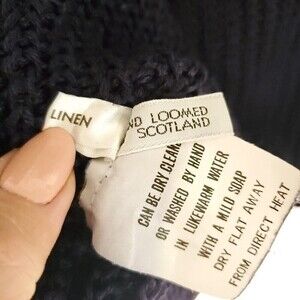 LINEN
ND LOOMED
SCOTLAND
CAN BE DRY CLEANE
OR WASHED BY HAND
IN LUKEWARM WATER
WITH A MILD SOAP
DRY FLAT AWAY
FROM DIRECT HEAT